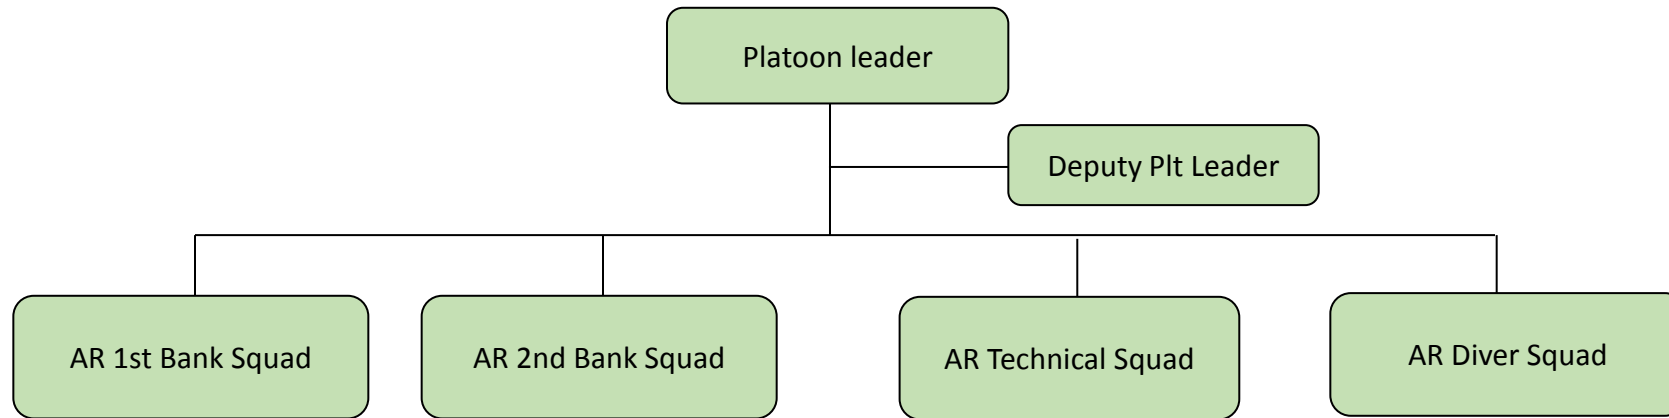 Platoon leader
Deputy Plt Leader
AR 1st Bank Squad
AR 2nd Bank Squad
AR Technical Squad
AR Diver Squad